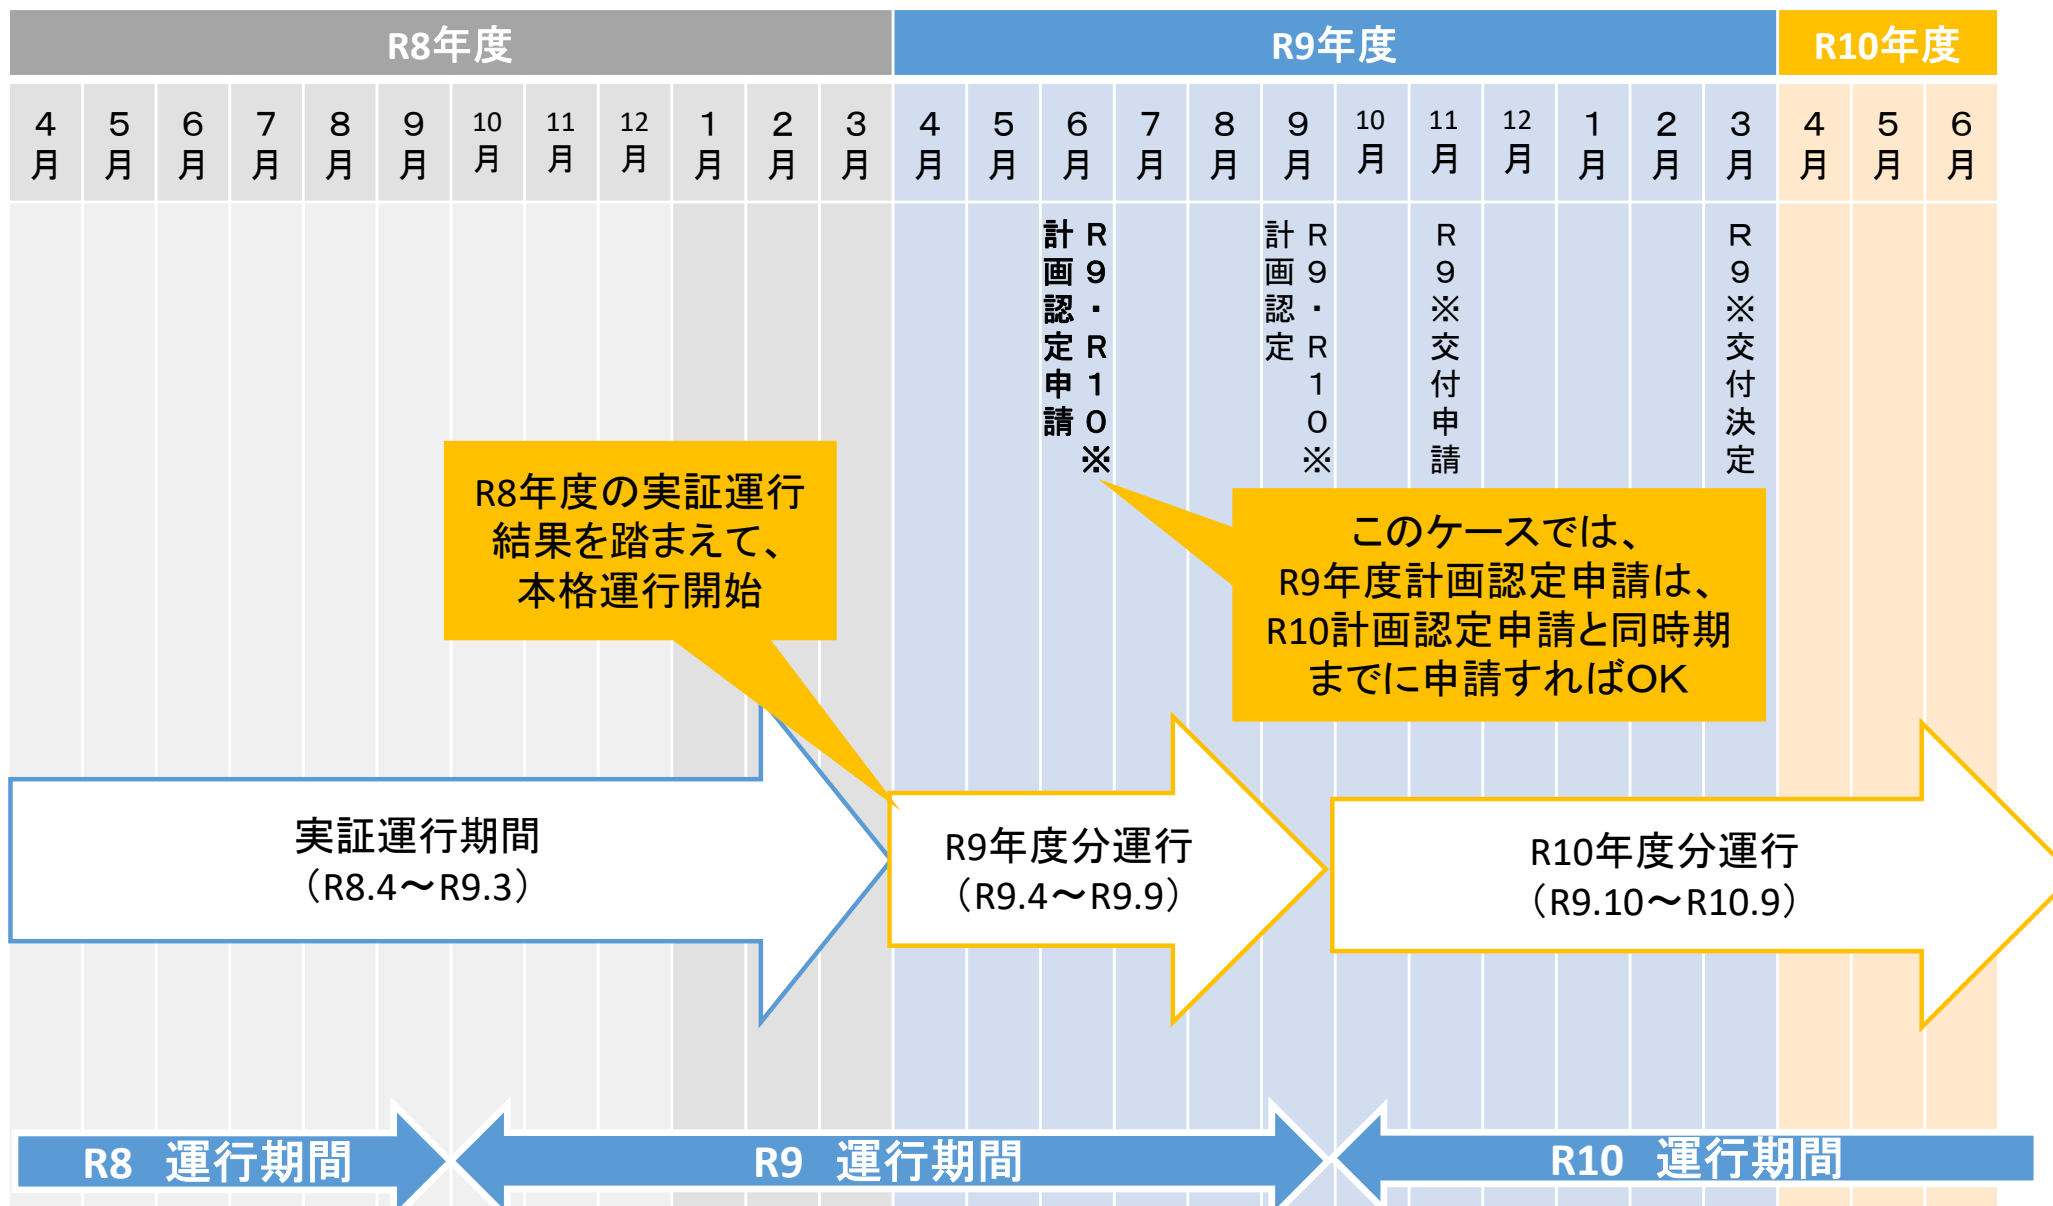 R8年度
R9年度
R10年度
4月
5月
6月
7月
8月
9月
10月
11月
12月
1月
2月
3月
4月
5月
6月
7月
8月
9月
10月
11月
12月
1月
2月
3月
4月
5月
6月
R9・R10※
計画認定申請
R9・R10※
計画認定
R9※交付申請
R9※交付決定
R8年度の実証運行
結果を踏まえて、
本格運行開始
このケースでは、
R9年度計画認定申請は、
R10計画認定申請と同時期
までに申請すればOK
実証運行期間
（R8.4～R9.3）
R9年度分運行
（R9.4～R9.9）
R10年度分運行
（R9.10～R10.9）
R8　運行期間
R9　運行期間
R10　運行期間